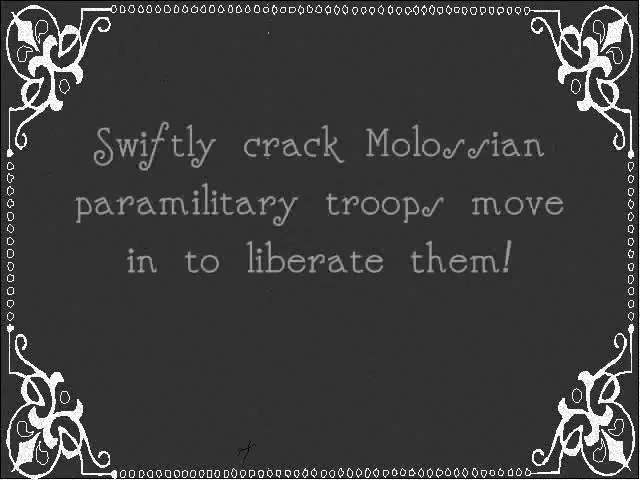 Swiftly crack Molossian
paramilitary troops move
in to liberate them!